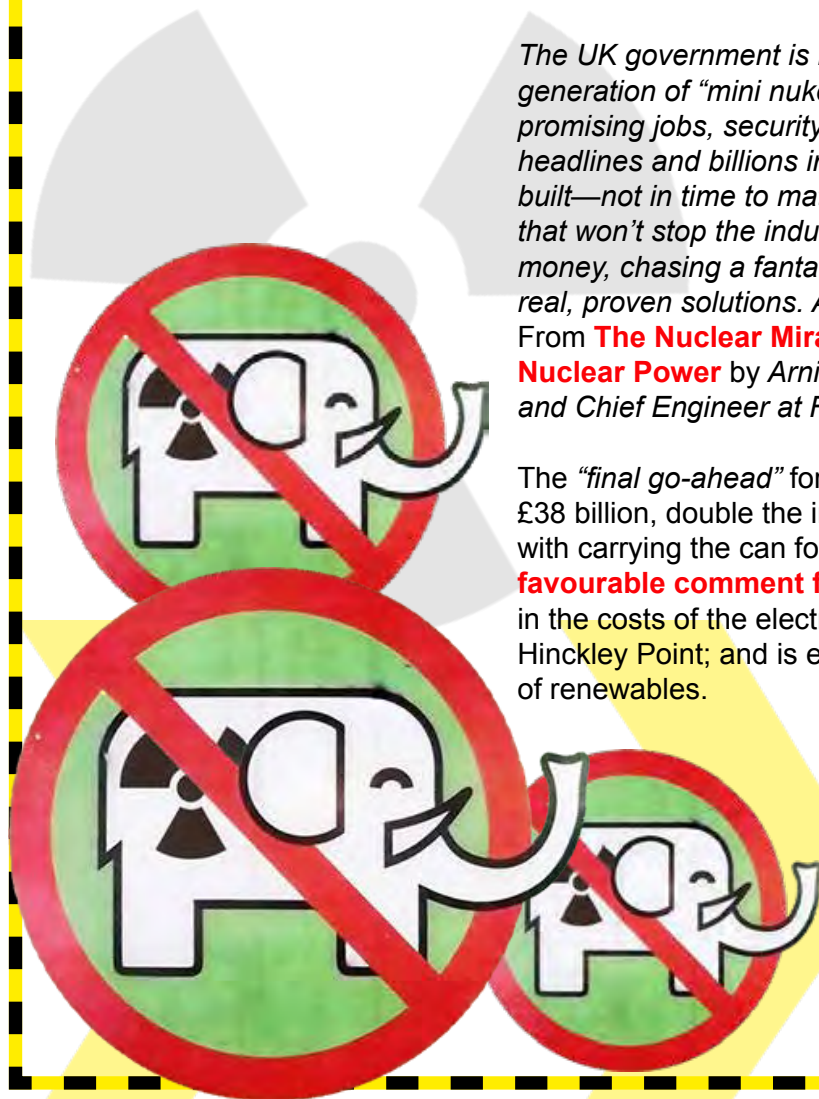 The UK government is
generation of “mini nuk
promising jobs, security
headlines and billions i
built—not in time to ma
that won’t stop the indu
money, chasing a fanta
real, proven solutions.
From The Nuclear Mira
Nuclear Power by Arni
and Chief Engineer at
The “final go-ahead” for
£38 billion, double the i
with carrying the can fo
favourable comment f
in the costs of the elect
Hinckley Point; and is e
of renewables.